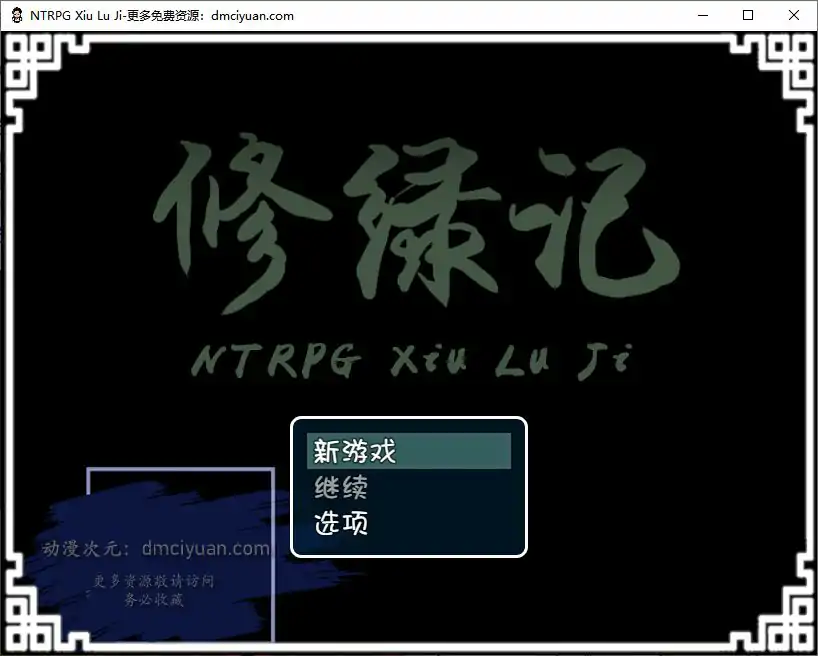 NTRPG Xiu Lu Ji-更多免费资源：dmciyuan.com
修绿记
NTRPG Xiu Lu Ji
新游戏
继续
选项
动漫次元：dmciyuan.com
更多资源敬请访问
务必收藏